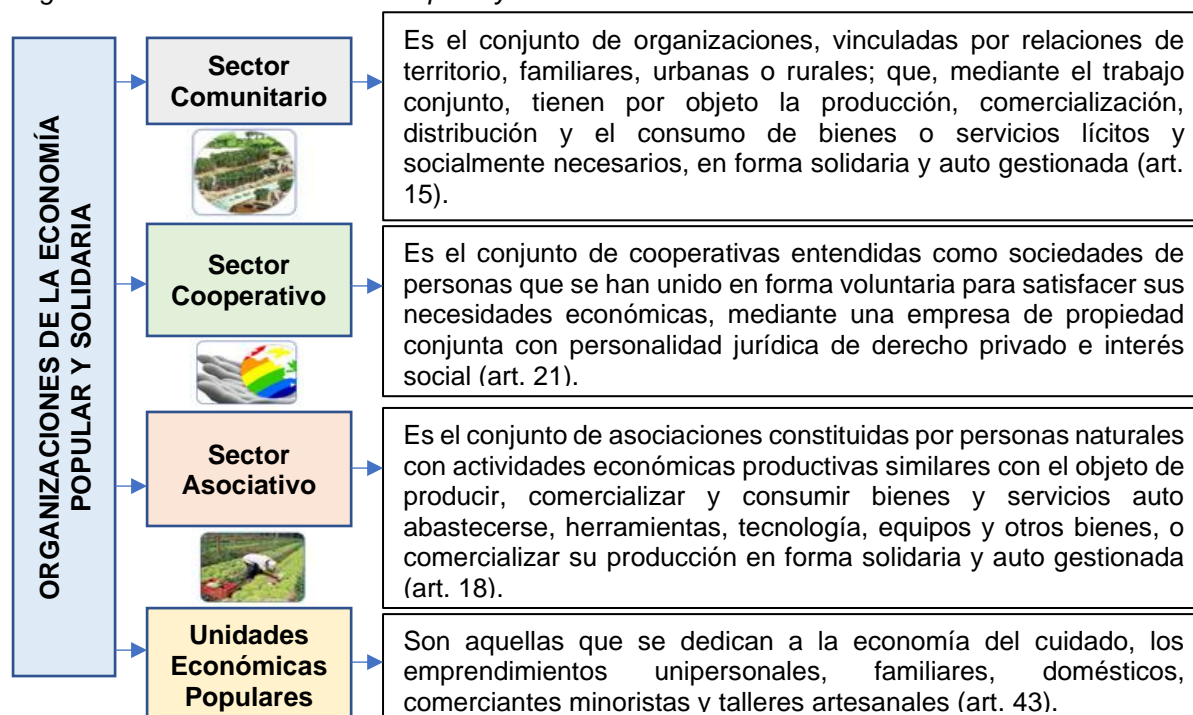 ORGANIZACIONES DE LA ECONOMÍA
POPULAR Y SOLIDARIA
Sector
Comunitario
Es el conjunto de organizaciones, vinculadas por relaciones de
territorio, familiares, urbanas o rurales; que, mediante el trabajo
conjunto, tienen por objeto la producción, comercialización,
distribución y el consumo de bienes o servicios lícitos y
socialmente necesarios, en forma solidaria y auto gestionada (art.
15).
Sector
Cooperativo
Es el conjunto de cooperativas entendidas como sociedades de
personas que se han unido en forma voluntaria para satisfacer sus
necesidades económicas, mediante una empresa de propiedad
conjunta con personalidad jurídica de derecho privado e interés
social (art. 21).
Sector
Asociativo
Es el conjunto de asociaciones constituidas por personas naturales
con actividades económicas productivas similares con el objeto de
producir, comercializar y consumir bienes y servicios auto
abastecerse, herramientas, tecnología, equipos y otros bienes, o
comercializar su producción en forma solidaria y auto gestionada
(art. 18).
Unidades
Económicas
Populares
Son aquellas que se dedican a la economía del cuidado, los
emprendimientos unipersonales, familiares, domésticos,
comerciantes minoristas y talleres artesanales (art. 43).